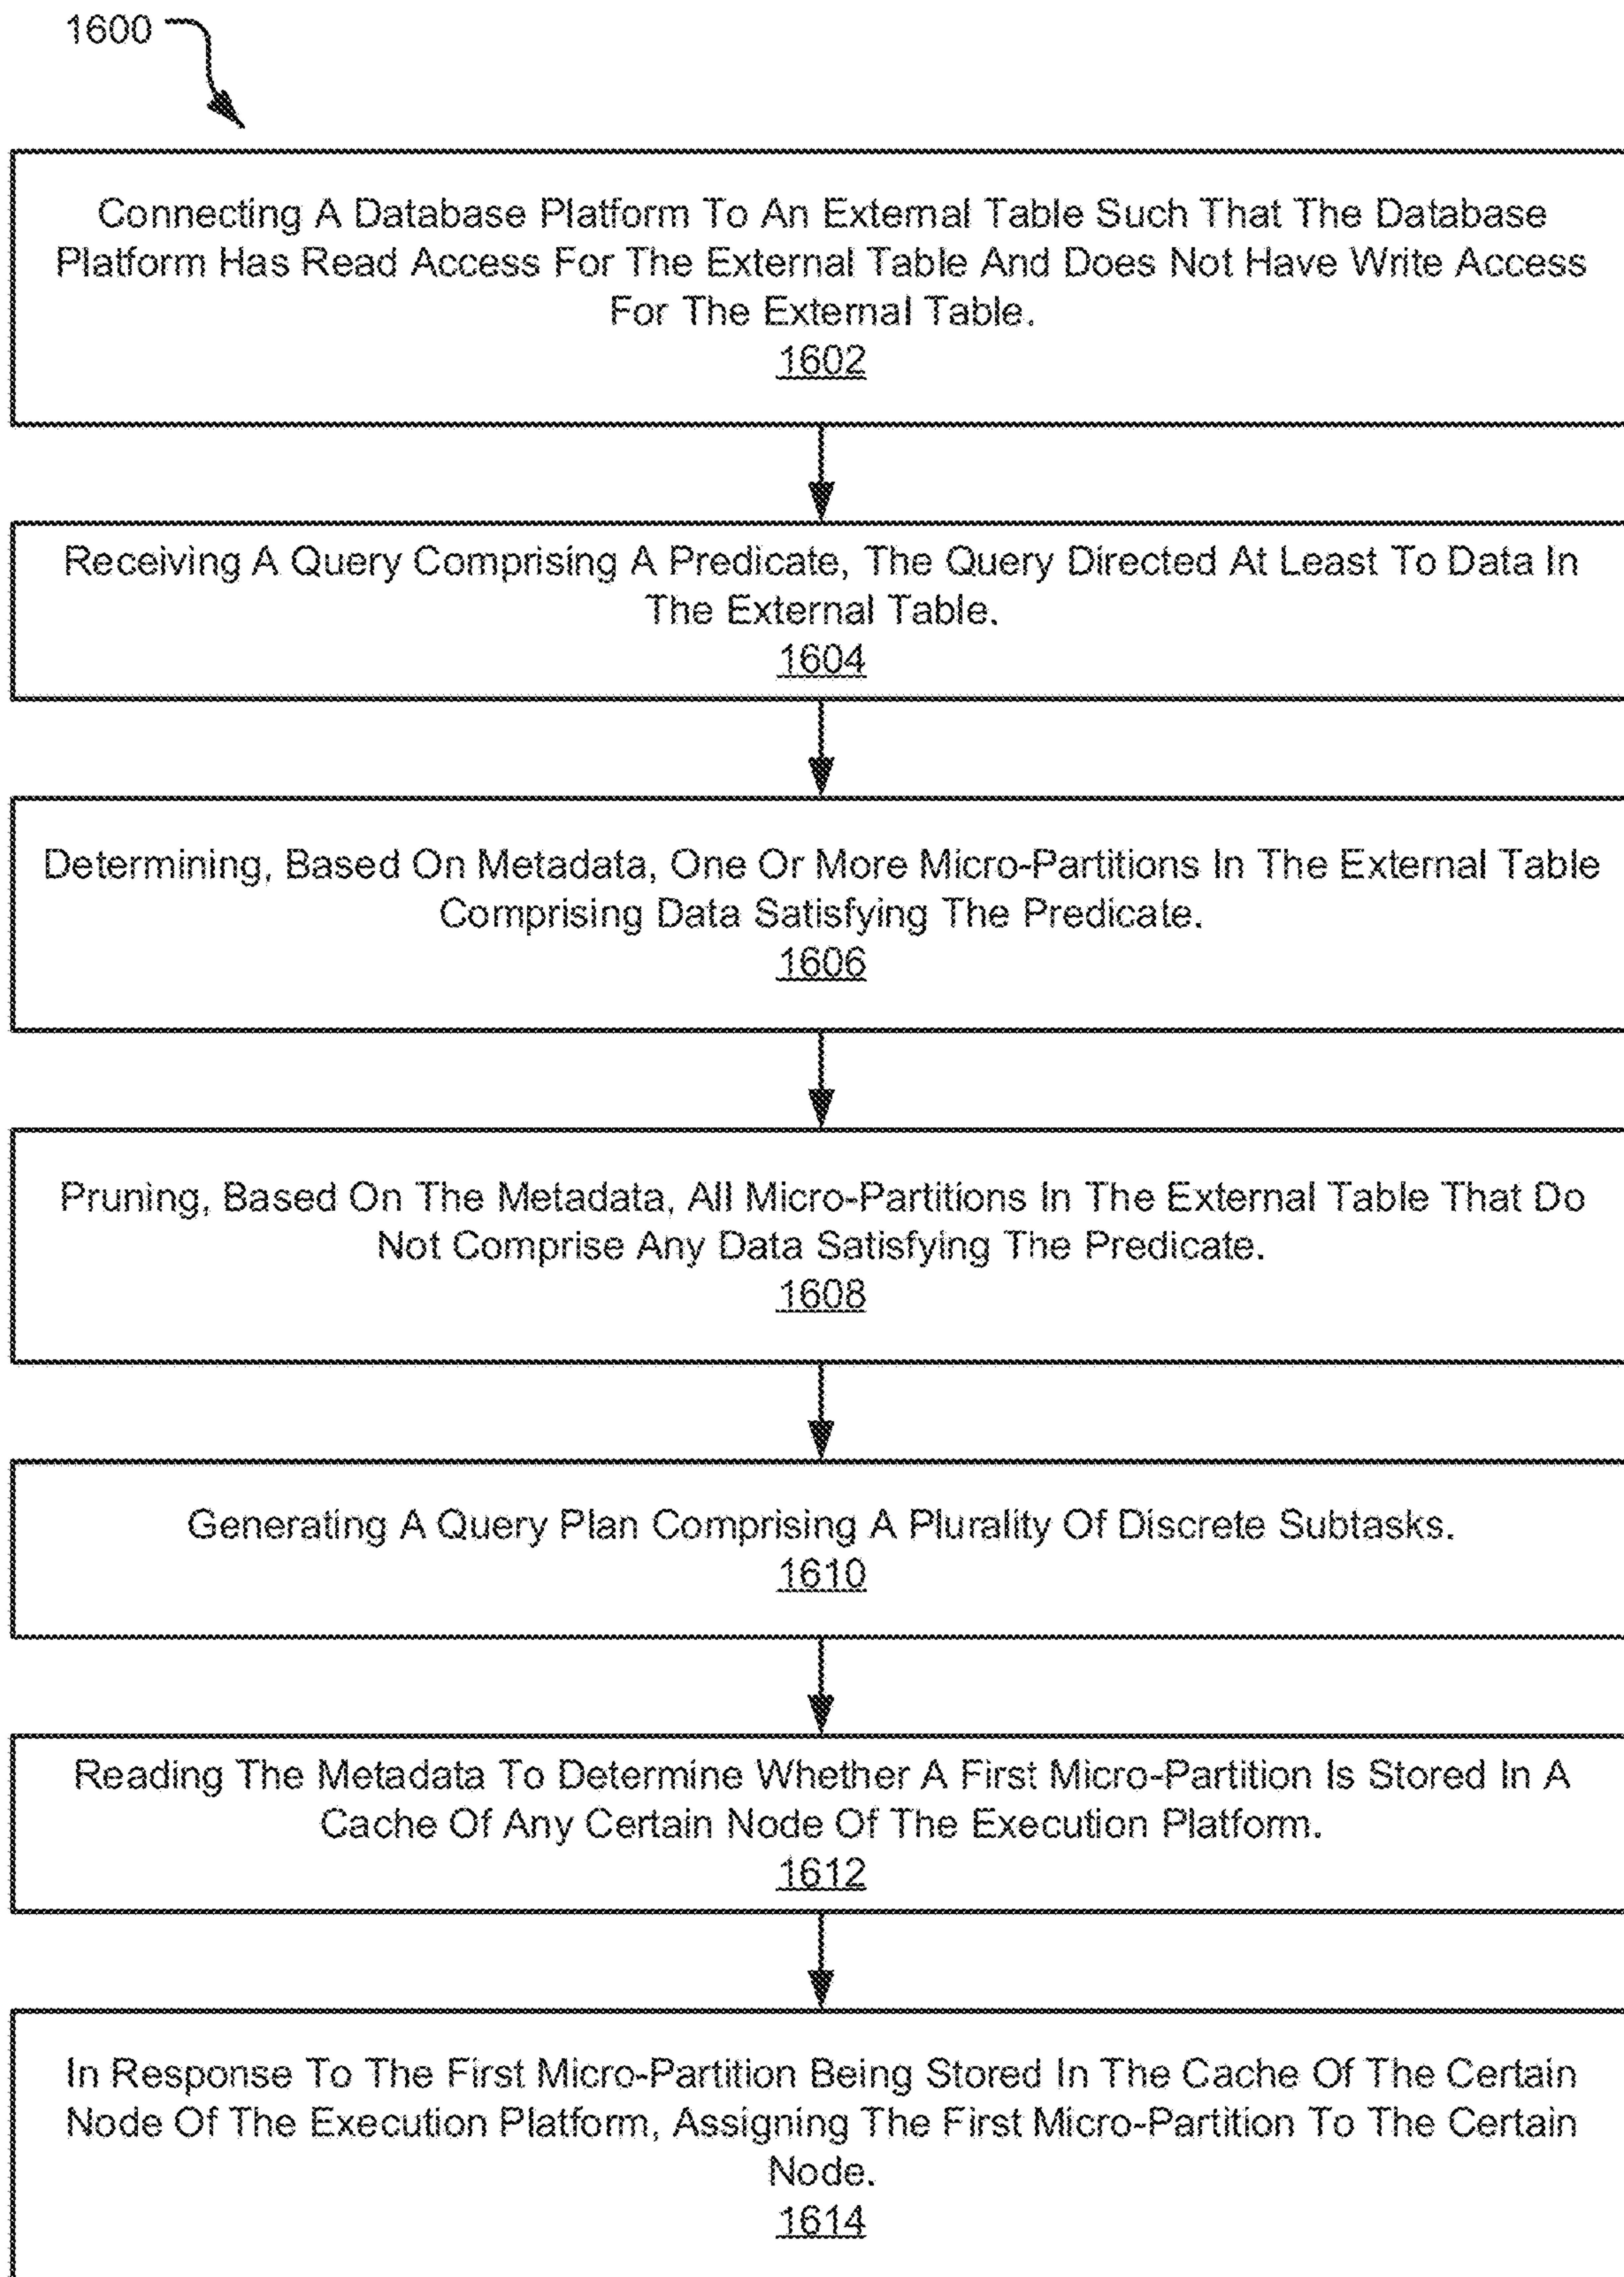 1600
Connecting A Database Platform To An External Table Such That The Database
Platform Has Read Access For The External Table And Does Not Have Write Access
For The External Table.
1602
Receiving A Query Comprising A Predicate, The Query Directed At Least To Data In
The External Table.
1604
Determining, Based On Metadata, One Or More Micro-Partitions In The External Table
Comprising Data Satisfying The Predicate.
1606
Pruning, Based On The Metadata, All Micro-Partitions In The External Table That Do
Not Comprise Any Data Satisfying The Predicate.
1608
Generating A Query Plan Comprising A Plurality Of Discrete Subtasks.
1610
Reading The Metadata To Determine Whether A First Micro-Partition Is Stored In A
Cache Of Any Certain Node Of The Execution Platform.
1612
In Response To The First Micro-Partition Being Stored In The Cache Of The Certain
Node Of The Execution Platform, Assigning The First Micro-Partition To The Certain
Node.
1614